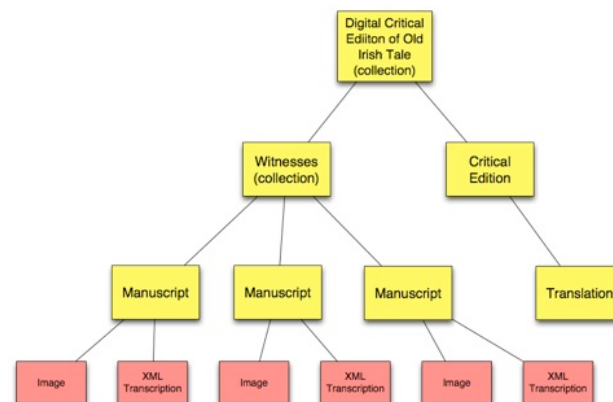 Digital Critical
Ediiton of Old
Irish Tale
(collection)
Witnesses
(collection)
Critical
Edition
Manuscript
Manuscript
Manuscript
Translation
Image
XML
Transcription
Image
XML
Transcription
Image
XML
Transcription